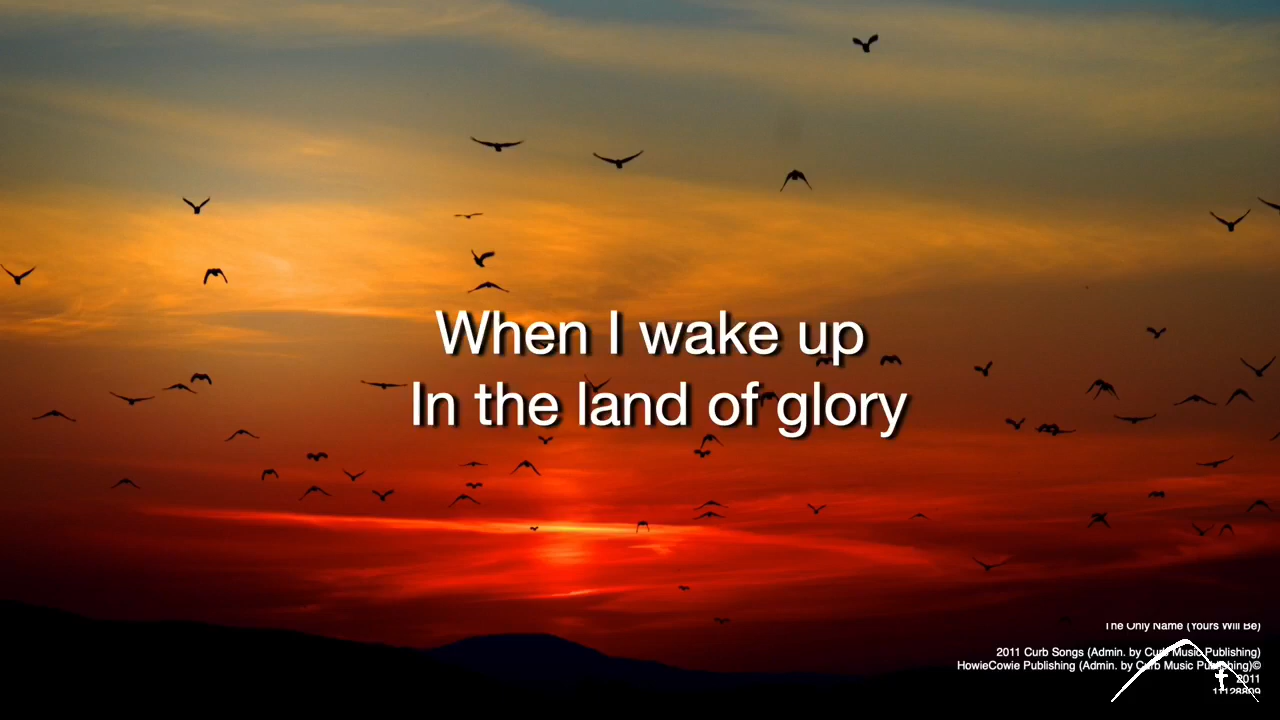 When I wake up
In the land of glory
The Only Name (Yours Will Be)
2011 Curb Songs (Admin. by Curb Music Publishing)
HowieCowie Publishing (Admin. by Curb Music Publishing)©
2011